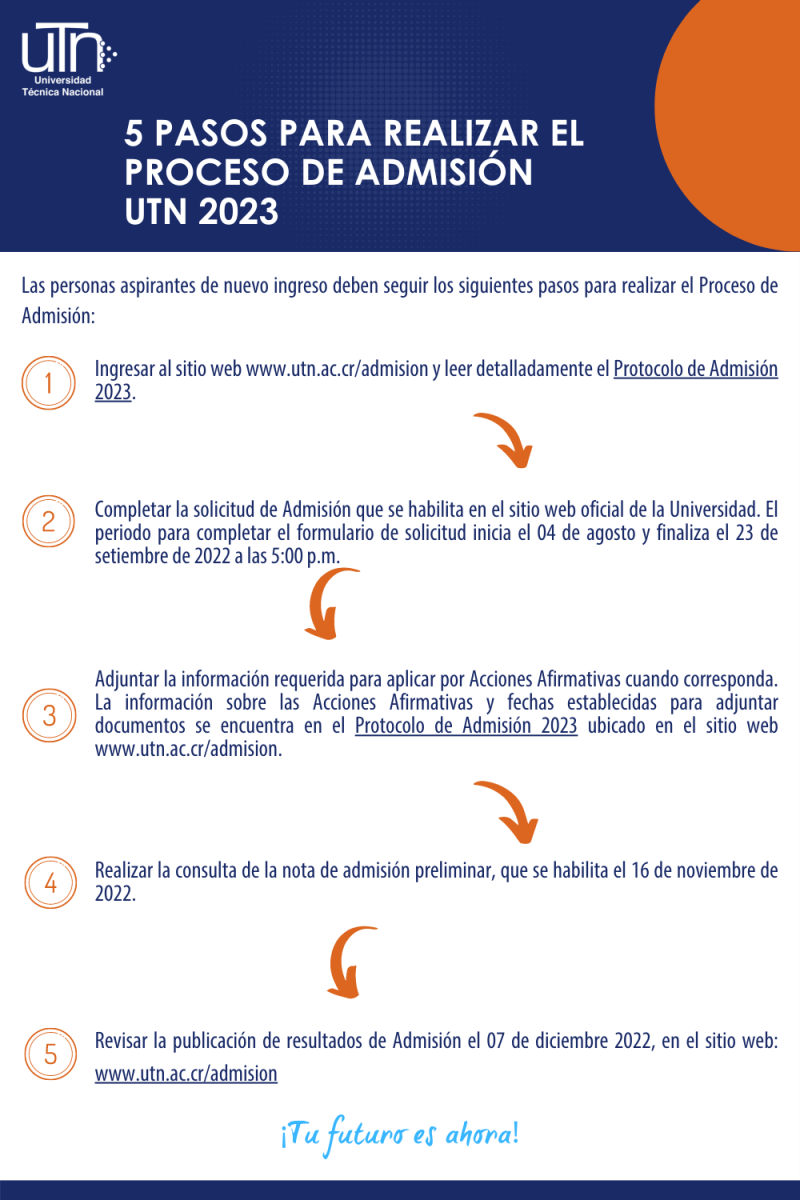 uTn
Universidad
Técnica Nacional
5 PASOS PARA REALIZAR EL
PROCESO DE ADMISIÓN
UTN 2023
Las personas aspirantes de nuevo ingreso deben seguir los siguientes pasos para realizar el Proceso de
Admisión:
1
Ingresar al sitio web www.utn.ac.cr/admision y leer detalladamente el Protocolo de Admisión
2023.
2
Completar la solicitud de Admisión que se habilita en el sitio web oficial de la Universidad. El
periodo para completar el formulario de solicitud inicia el 04 de agosto y finaliza el 23 de
setiembre de 2022 a las 5:00 p.m.
3
Adjuntar la información requerida para aplicar por Acciones Afirmativas cuando corresponda.
La información sobre las Acciones Afirmativas y fechas establecidas para adjuntar
documentos se encuentra en el Protocolo de Admisión 2023 ubicado en el sitio web
www.utn.ac.cr/admision.
4
Realizar la consulta de la nota de admisión preliminar, que se habilita el 16 de noviembre de
2022.
5
Revisar la publicación de resultados de Admisión el 07 de diciembre 2022, en el sitio web:
www.utn.ac.cr/admision
¡Tu futuro es ahora!